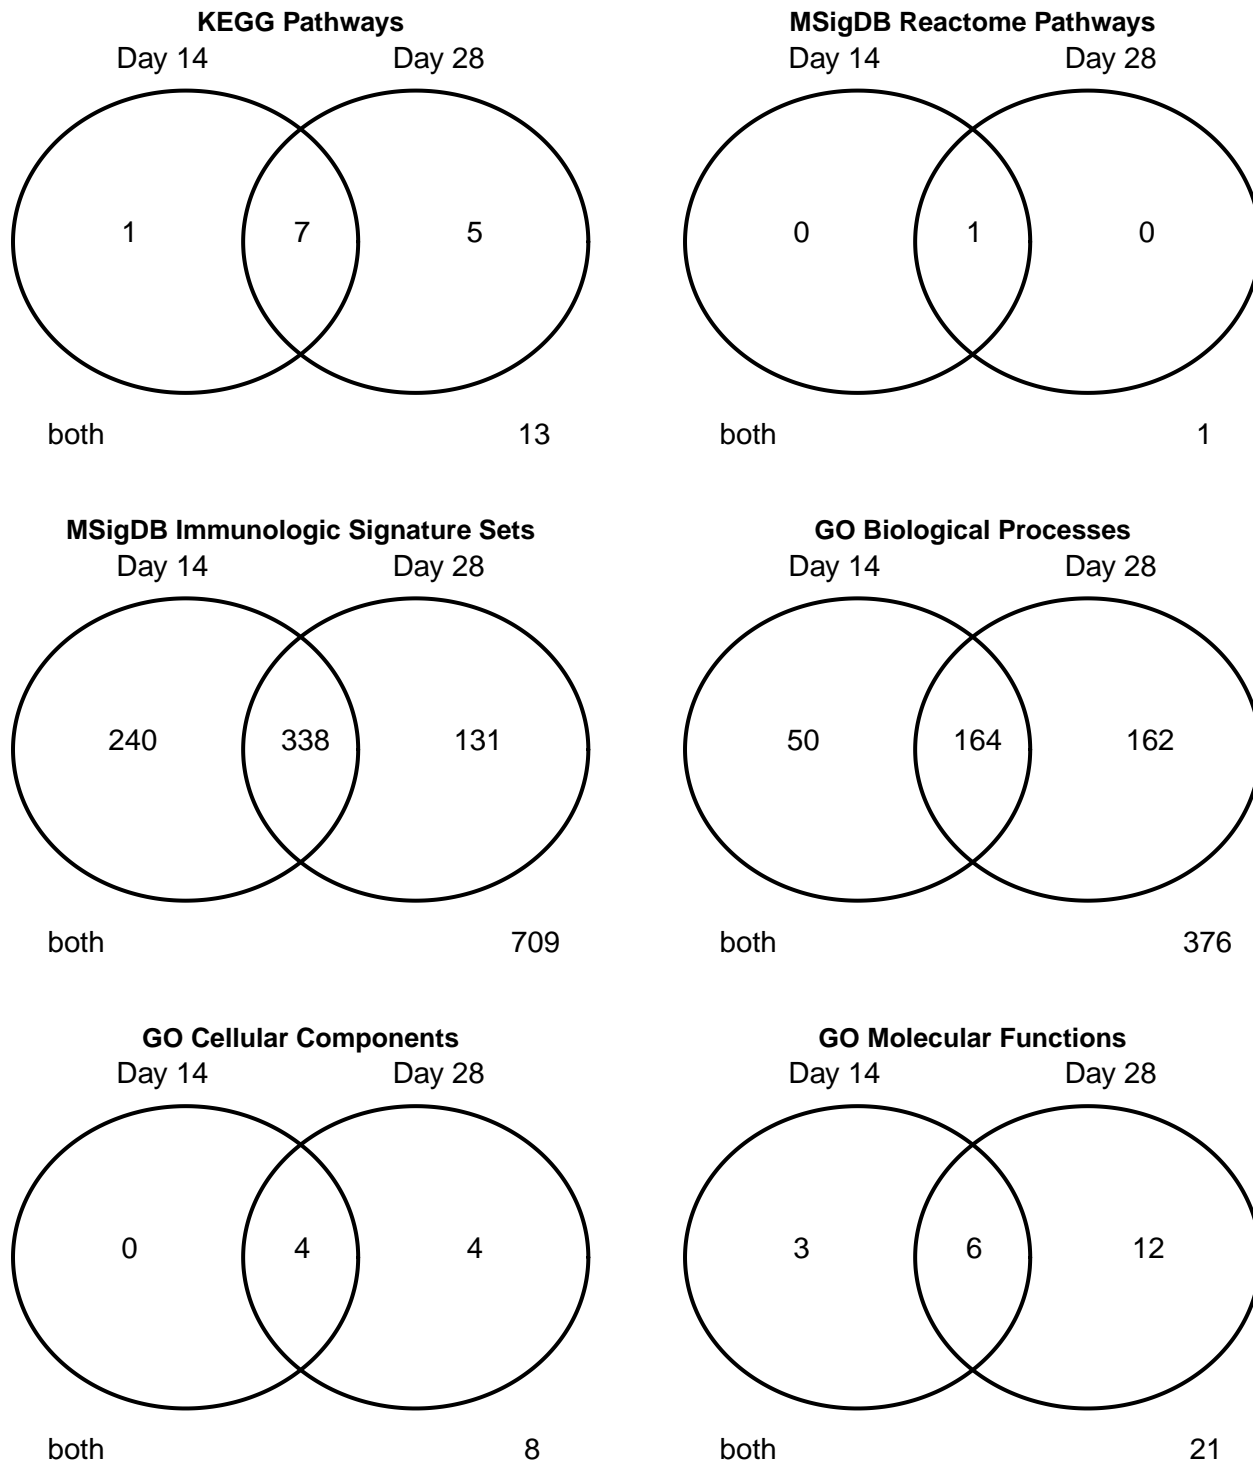 KEGG Pathways
Day 14 Day 28
1 7 5
both 13
MSigDB Reactome Pathways
Day 14 Day 28
0 1 0
both 1
MSigDB Immunologic Signature Sets
Day 14 Day 28
240 338 131
both 709
GO Biological Processes
Day 14 Day 28
50 164 162
both 376
GO Cellular Components
Day 14 Day 28
0 4 4
both 8
GO Molecular Functions
Day 14 Day 28
3 6 12
both 21